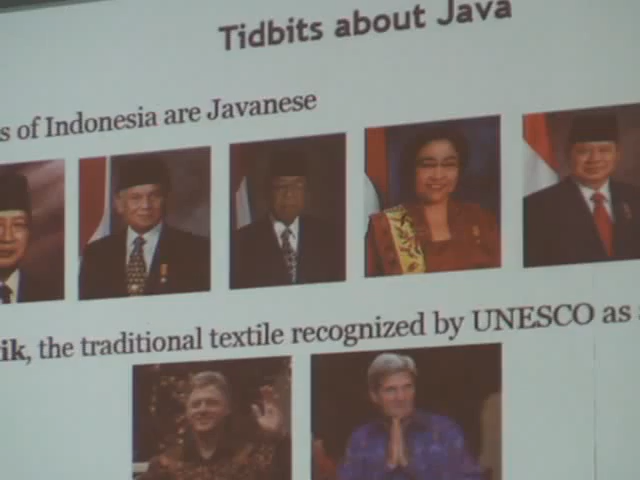 Tidbits about Java
s of Indonesia are Javanese
ik, the traditional textile recognized by UNESCO as